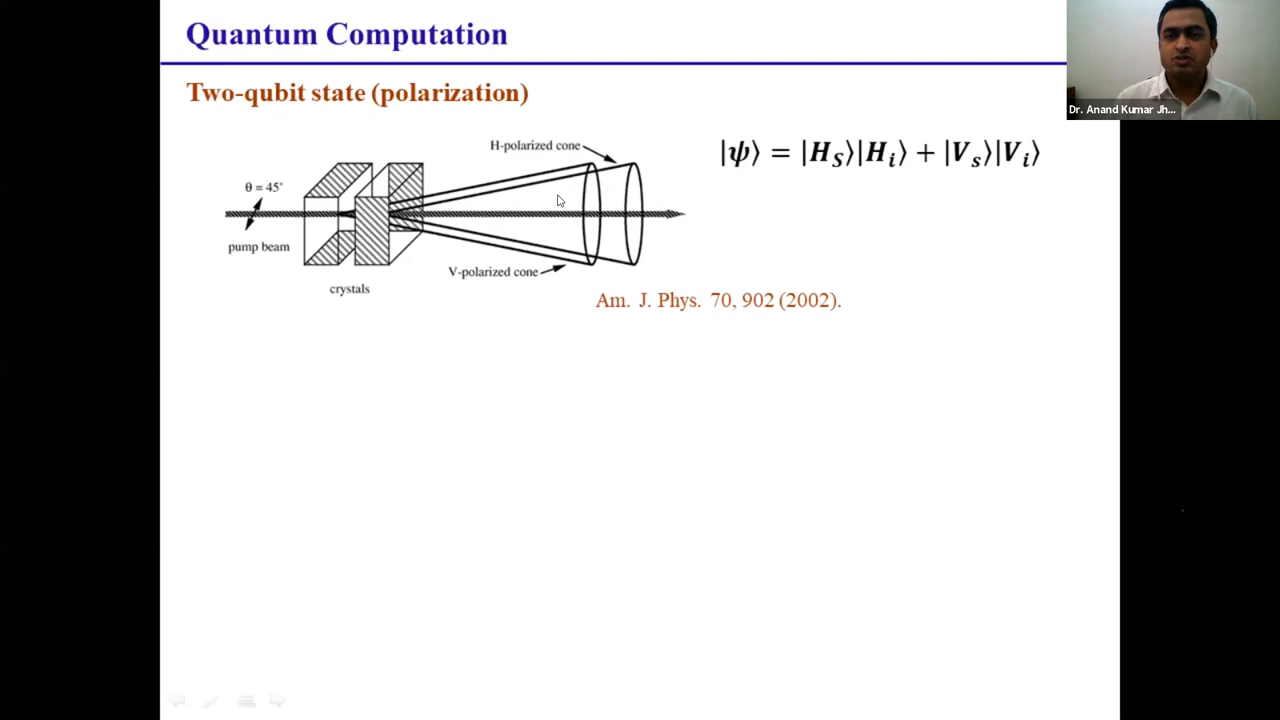 Quantum Computation
Dr. Anand Kumar Jh...
Two-qubit state (polarization)
H-polarized cone
|ψ⟩ = |H_S⟩|H_i⟩ + |V_s⟩|V_i⟩
θ = 45°
pump beam
V-polarized cone
crystals
Am. J. Phys. 70, 902 (2002).